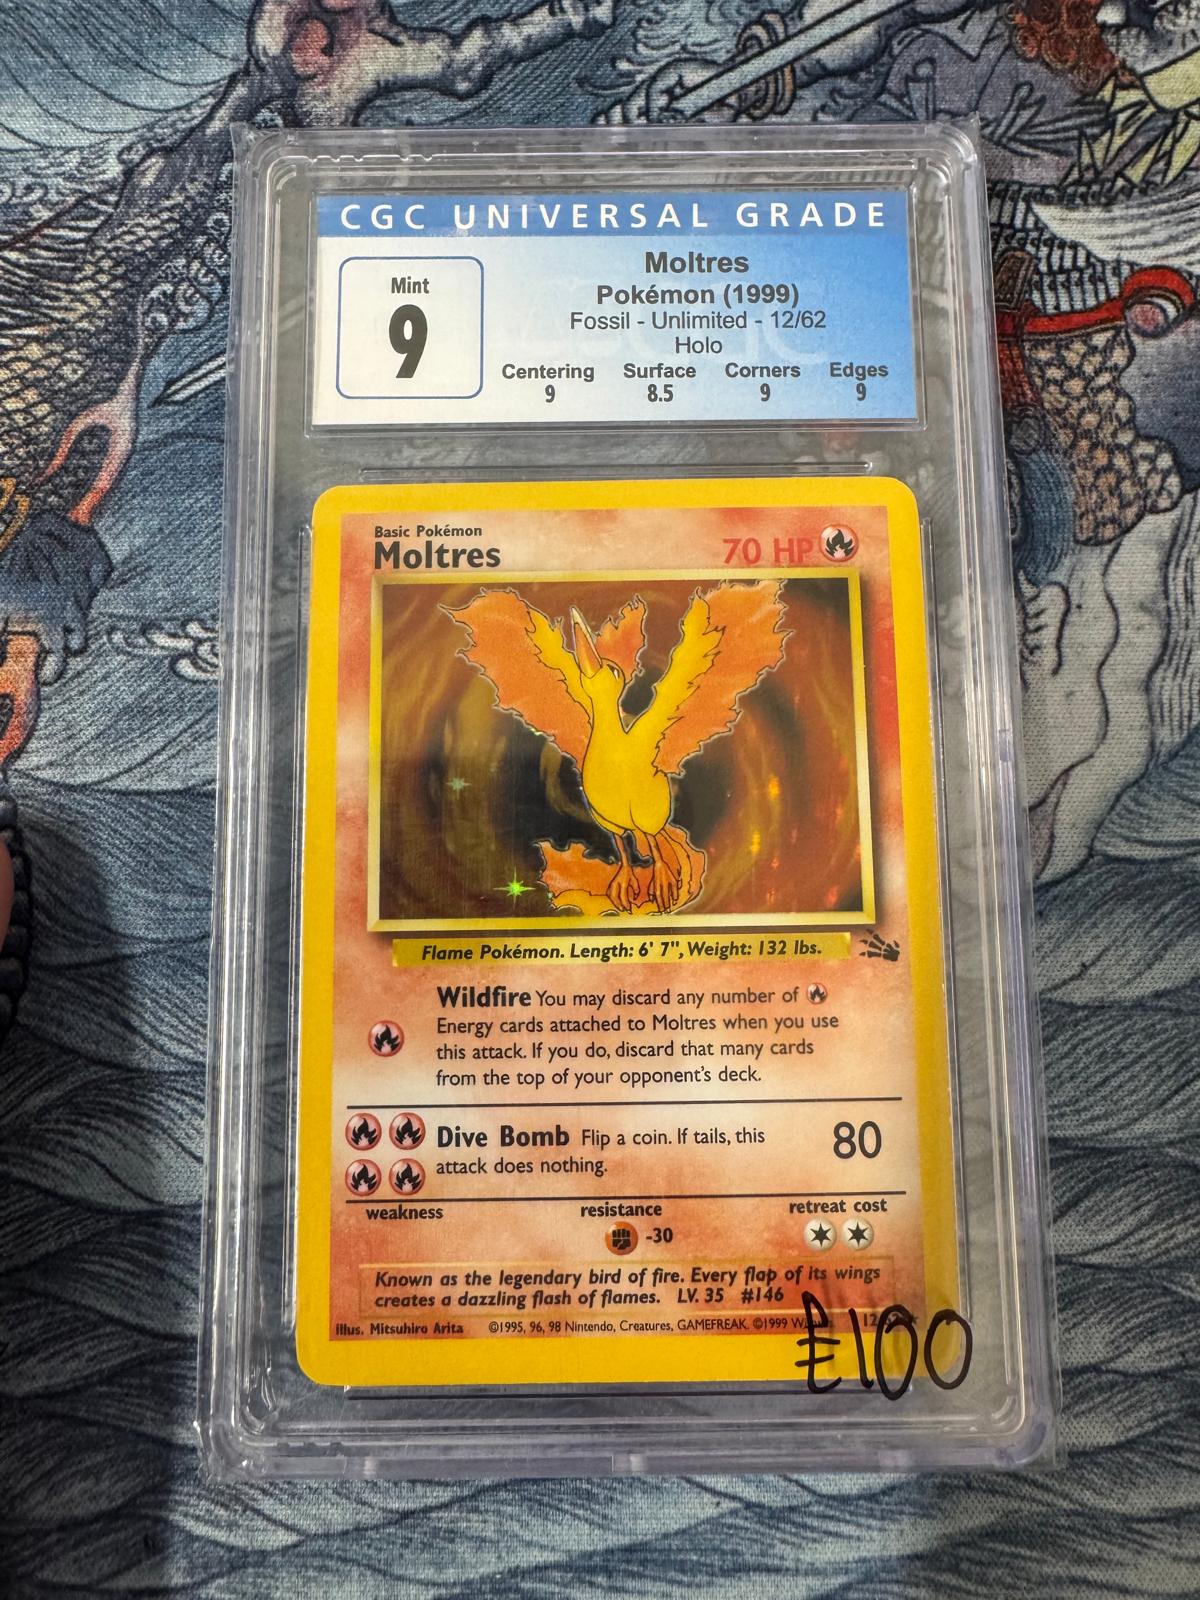 CGC UNIVERSAL GRADE
Mint
9
Moltres
Pokémon (1999)
Fossil - Unlimited - 12/62
Holo
Centering Surface Corners Edges
9 8.5 9 9
Basic Pokémon
Moltres
70 HP
Flame Pokémon. Length: 6' 7", Weight: 132 lbs.
Wildfire You may discard any number of
Energy cards attached to Moltres when you use
this attack. If you do, discard that many cards
from the top of your opponent's deck.
Dive Bomb Flip a coin. If tails, this
attack does nothing.
80
weakness resistance retreat cost
-30
Known as the legendary bird of fire. Every flap of its wings
creates a dazzling flash of flames. LV. 35 #146
Illus. Mitsuhiro Arita ©1995, 96, 98 Nintendo, Creatures, GAMEFREAK. ©1999
£100